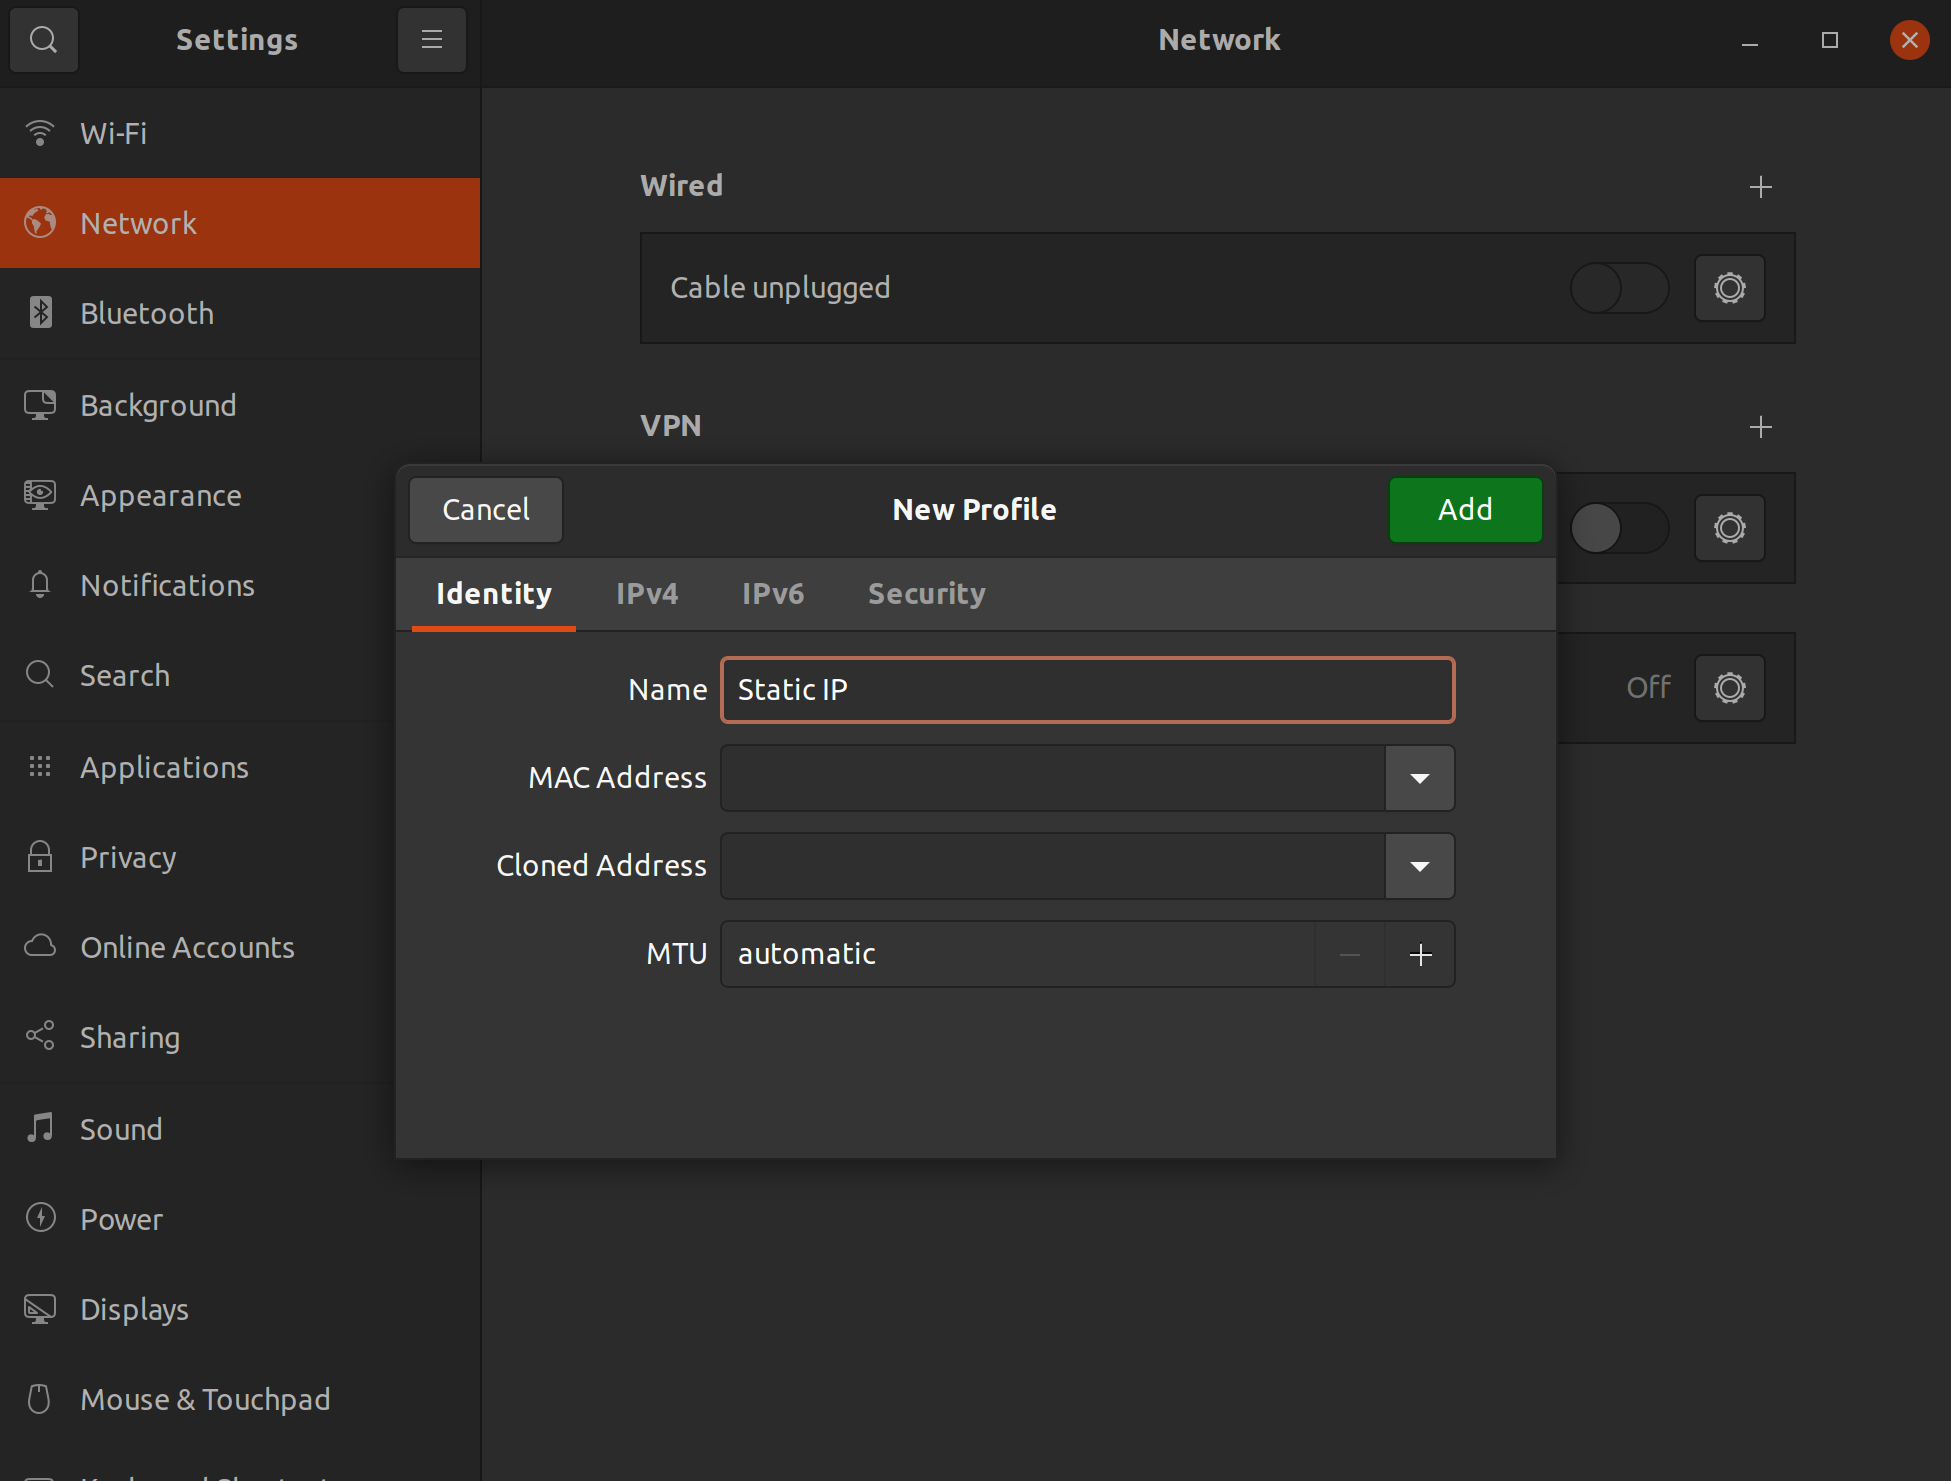 Settings
Network
Wi-Fi
Network
Bluetooth
Background
Appearance
Notifications
Search
Applications
Privacy
Online Accounts
Sharing
Sound
Power
Displays
Mouse & Touchpad
Wired
Cable unplugged
VPN
Off
Cancel
New Profile
Add
Identity
IPv4
IPv6
Security
Name
Static IP
MAC Address
Cloned Address
MTU
automatic